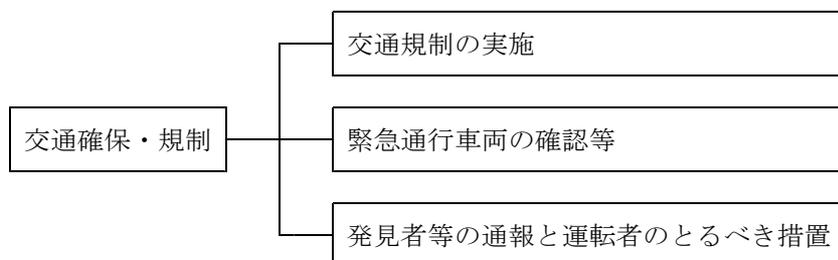 交通規制の実施
交通確保・規制
緊急通行車両の確認等
発見者等の通報と運転者のとるべき措置